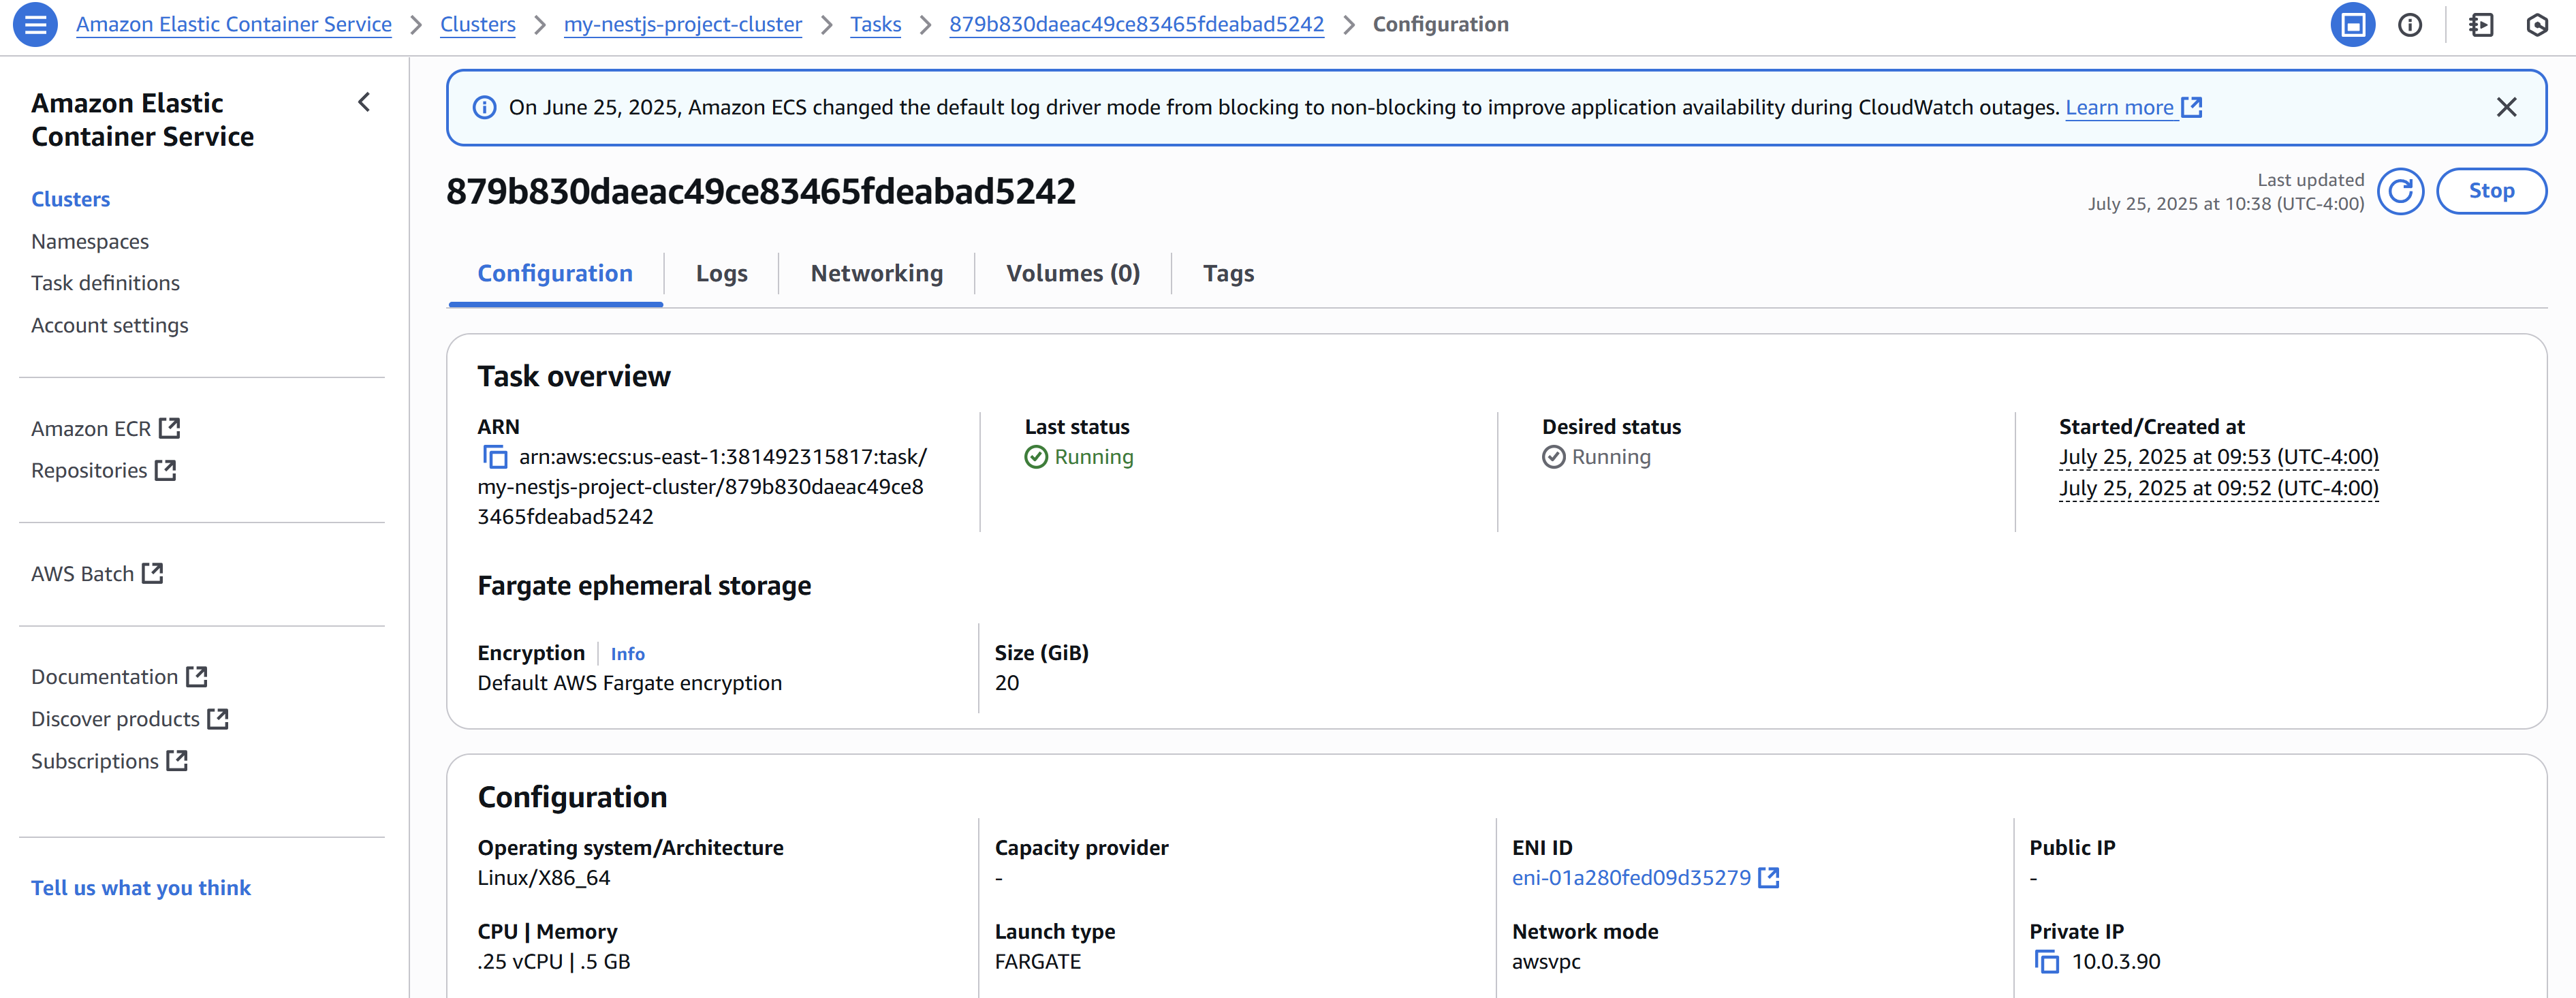 Amazon Elastic Container Service > Clusters > my-nestjs-project-cluster > Tasks > 879b830daeac49ce83465fdeabad5242 > Configuration
Amazon Elastic
Container Service
Clusters
Namespaces
Task definitions
Account settings
Amazon ECR
Repositories
AWS Batch
Documentation
Discover products
Subscriptions
Tell us what you think
On June 25, 2025, Amazon ECS changed the default log driver mode from blocking to non-blocking to improve application availability during CloudWatch outages. Learn more
879b830daeac49ce83465fdeabad5242
Last updated
July 25, 2025 at 10:38 (UTC-4:00)
Stop
Configuration
Logs
Networking
Volumes (0)
Tags
Task overview
ARN
arn:aws:ecs:us-east-1:381492315817:task/
my-nestjs-project-cluster/879b830daeac49ce8
3465fdeabad5242
Last status
Running
Desired status
Running
Started/Created at
July 25, 2025 at 09:53 (UTC-4:00)
July 25, 2025 at 09:52 (UTC-4:00)
Fargate ephemeral storage
Encryption
Info
Default AWS Fargate encryption
Size (GiB)
20
Configuration
Operating system/Architecture
Linux/X86_64
CPU | Memory
.25 vCPU | .5 GB
Capacity provider
-
Launch type
FARGATE
ENI ID
eni-01a280fed09d35279
Network mode
awsvpc
Public IP
-
Private IP
10.0.3.90